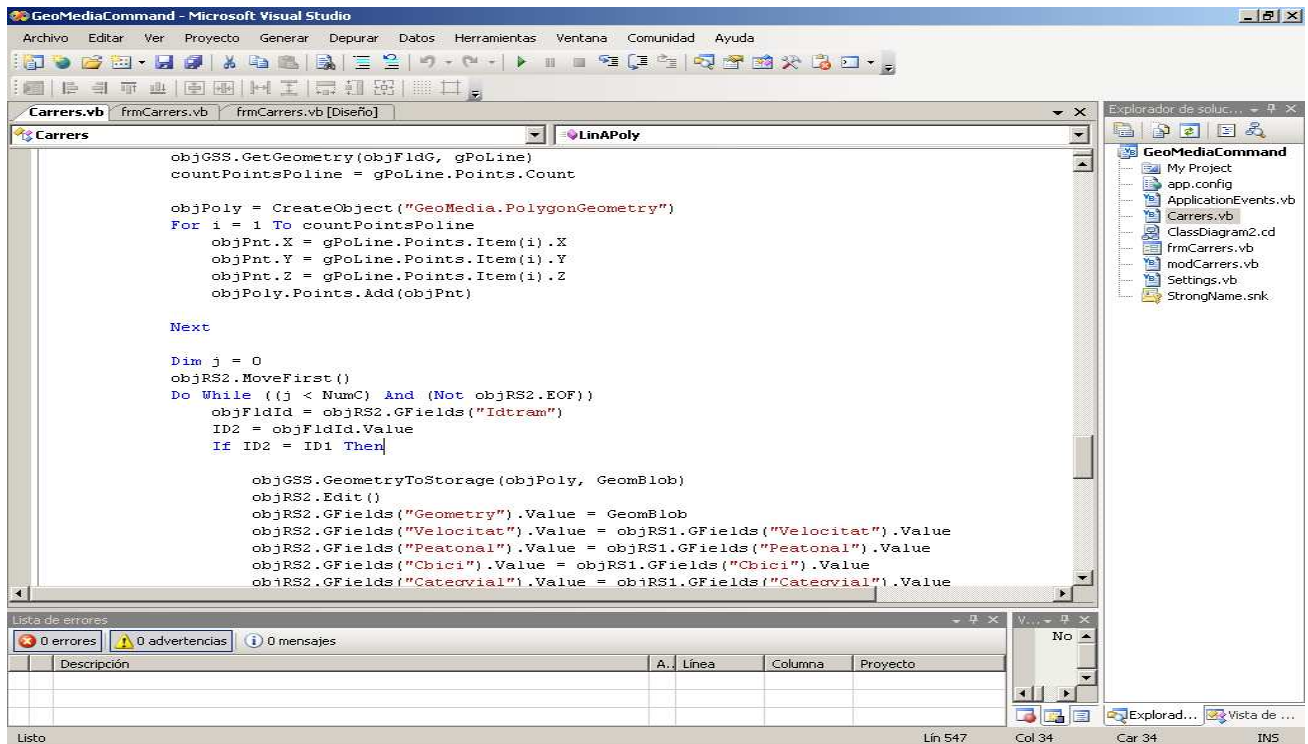 GeoMediaCommand - Microsoft Visual Studio
Archivo Editar Ver Proyecto Generar Depurar Datos Herramientas Ventana Comunidad Ayuda
Carrers.vb frmCarrers.vb frmCarrers.vb [Diseño]
Carrers LinAPoly
objGSS.GetGeometry(objFldG, gPoLine)
countPointsPoline = gPoLine.Points.Count
objPoly = CreateObject("GeoMedia.PolygonGeometry")
For i = 1 To countPointsPoline
objPnt.X = gPoLine.Points.Item(i).X
objPnt.Y = gPoLine.Points.Item(i).Y
objPnt.Z = gPoLine.Points.Item(i).Z
objPoly.Points.Add(objPnt)
Next
Dim j = 0
objRS2.MoveFirst()
Do While ((j < NumC) And (Not objRS2.EOF))
objFldId = objRS2.GFields("Idtram")
ID2 = objFldId.Value
If ID2 = ID1 Then
objGSS.GeometryToStorage(objPoly, GeomBlob)
objRS2.Edit()
objRS2.GFields("Geometry").Value = GeomBlob
objRS2.GFields("Velocitat").Value = objRS1.GFields("Velocitat").Value
objRS2.GFields("Peatonal").Value = objRS1.GFields("Peatonal").Value
objRS2.GFields("Cbici").Value = objRS1.GFields("Cbici").Value
objRS2.GFields("Categvial").Value = objRS1.GFields("Categvial").Value
Explorador de soluc...
GeoMediaCommand
My Project
app.config
ApplicationEvents.vb
Carrers.vb
ClassDiagram2.cd
frmCarrers.vb
modCarrers.vb
Settings.vb
StrongName.snk
Lista de errores
0 errores 0 advertencias 0 mensajes
Descripción A.. Línea Columna Proyecto
V...
No
Explorad... Vista de ...
Listo Lín 547 Col 34 Car 34 INS